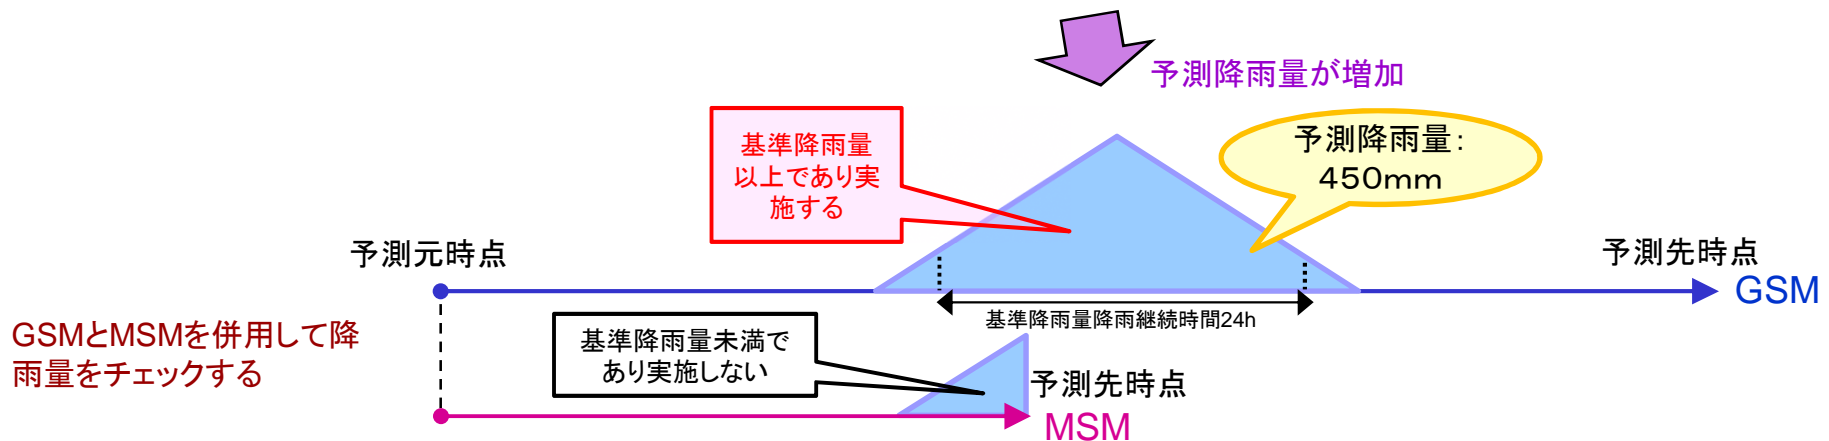 予測降雨量が増加
基準降雨量
以上であり実
施する
予測降雨量：
450mm
予測元時点
予測先時点
GSM
基準降雨量降雨継続時間24h
GSMとMSMを併用して降
雨量をチェックする
基準降雨量未満で
あり実施しない
予測先時点
MSM